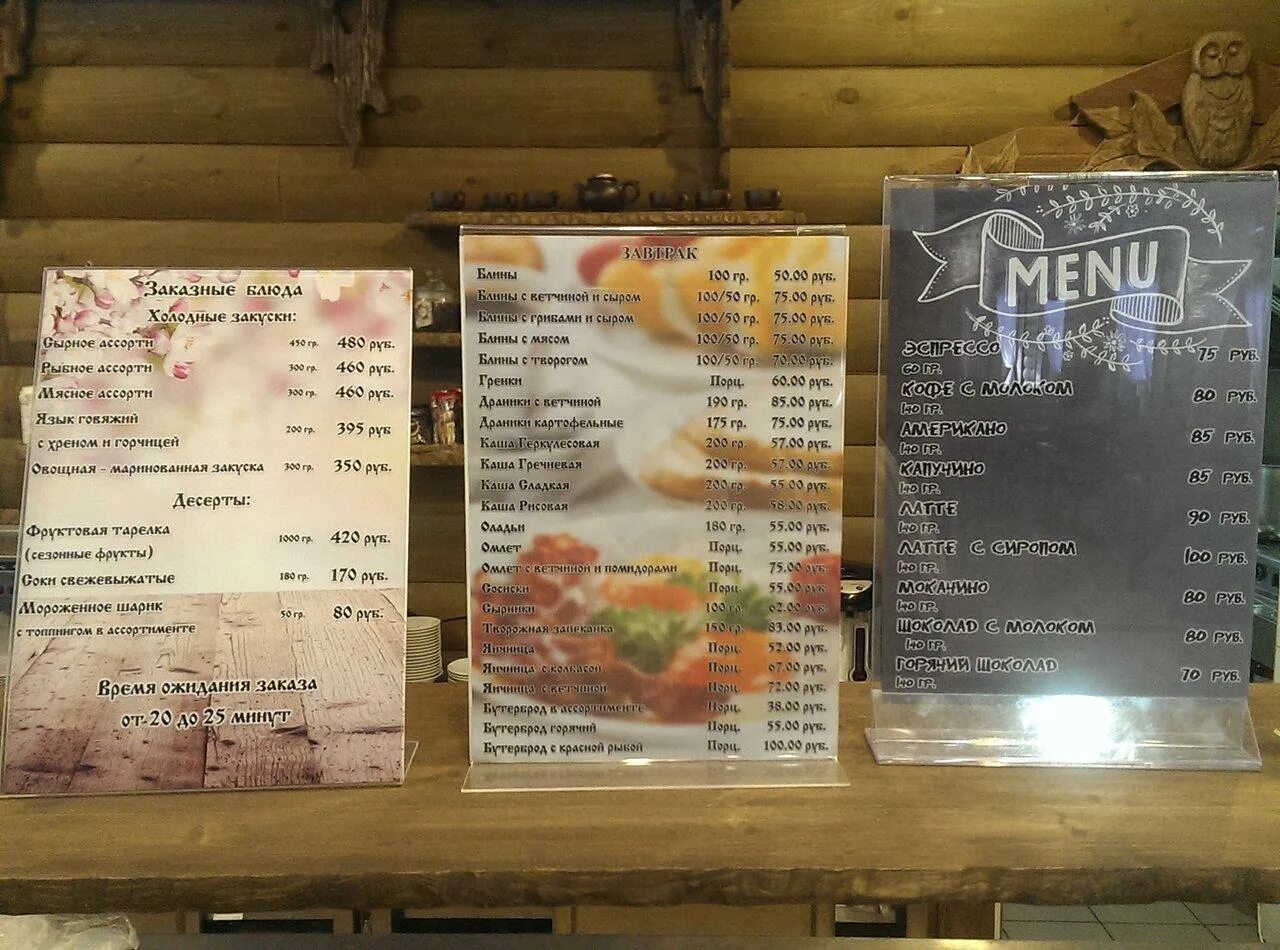 Заказные блюда
Холодные закуски:
Сырное ассорти 450 гр. 480 руб.
Рыбное ассорти 300 гр. 460 руб.
Мясное ассорти 300 гр. 460 руб.
Язык говяжий
с хреном и горчицей 200 гр. 395 руб
Овощная - маринованная закуска 300 гр. 350 руб.
Десерты:
Фруктовая тарелка
(сезонные фрукты) 1000 гр. 420 руб.
Соки свежевыжатые 180 гр. 170 руб.
Мороженное шарик
с топпингом в ассортименте 50 гр. 80 руб.
Время ожидания заказа
от 20 до 25 минут
ЗАВТРАК
Блины 100 гр. 50.00 руб.
Блины с ветчиной и сыром 100/50 гр. 75.00 руб.
Блины с грибами и сыром 100/50 гр. 75.00 руб.
Блины с мясом 100/50 гр. 75.00 руб.
Блины с творогом 100/50 гр. 70.00 руб.
Гренки Порц. 60.00 руб.
Драники с ветчиной 190 гр. 85.00 руб.
Драники картофельные 175 гр. 75.00 руб.
Каша Геркулесовая 200 гр. 57.00 руб.
Каша Гречневая 200 гр. 57.00 руб.
Каша Сладкая 200 гр. 55.00 руб.
Каша Рисовая 200 гр. 58.00 руб.
Оладьи 180 гр. 55.00 руб.
Омлет Порц. 55.00 руб.
Омлет с ветчиной и помидорами Порц. 75.00 руб.
Сосиски Порц. 55.00 руб.
Сырники 100 гр. 62.00 руб.
Творожная запеканка 150 гр. 83.00 руб.
Яичница Порц. 52.00 руб.
Яичница с колбасой Порц. 67.00 руб.
Яичница с ветчиной Порц. 72.00 руб.
Бутерброд в ассортименте Порц. 38.00 руб.
Бутерброд горячий Порц. 55.00 руб.
Бутерброд с красной рыбой Порц. 100.00 руб.
MENU
ЭСПРЕССО 75 РУБ.
60 ГР.
КОФЕ С МОЛОКОМ 80 РУБ.
140 ГР.
АМЕРИКАНО 85 РУБ.
140 ГР.
КАПУЧИНО 85 РУБ.
140 ГР.
ЛАТТЕ 90 РУБ.
140 ГР.
ЛАТТЕ С СИРОПОМ 100 РУБ.
140 ГР.
МОКАЧИНО 80 РУБ.
140 ГР.
ШОКОЛАД С МОЛОКОМ 80 РУБ.
140 ГР.
ГОРЯЧИЙ ШОКОЛАД 70 РУБ.
140 ГР.